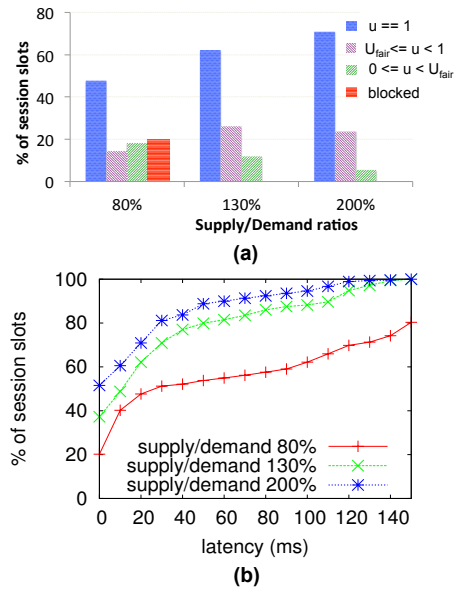 (a)
80
60
40
20
0
% of session slots
u == 1
Ufair<= u < 1
0 <= u < Ufair
blocked
80% 130% 200%
Supply/Demand ratios
(a)
100
80
60
40
20
0
% of session slots
supply/demand 80%
supply/demand 130%
supply/demand 200%
0 20 40 60 80 100 120 140
latency (ms)
(b)